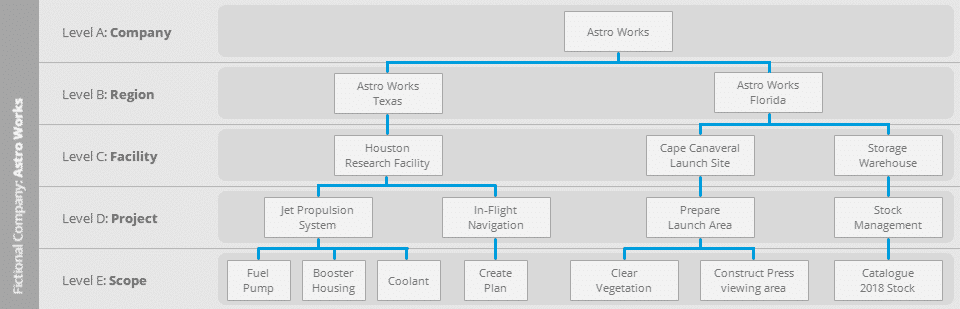 Fictional Company: Astro Works
Level A: Company
Astro Works
Level B: Region
Astro Works
Texas
Astro Works
Florida
Level C: Facility
Houston
Research Facility
Cape Canaveral
Launch Site
Storage
Warehouse
Level D: Project
Jet Propulsion
System
In-Flight
Navigation
Prepare
Launch Area
Stock
Management
Level E: Scope
Fuel
Pump
Booster
Housing
Coolant
Create
Plan
Clear
Vegetation
Construct Press
viewing area
Catalogue
2018 Stock